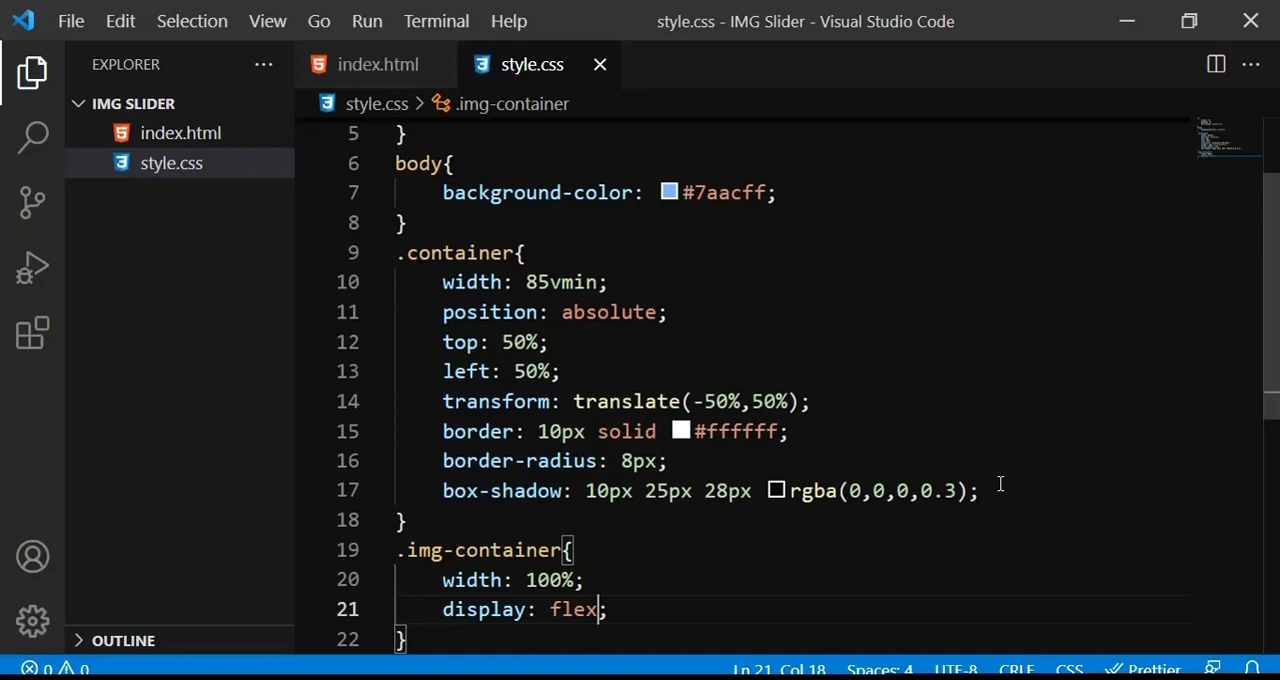 File Edit Selection View Go Run Terminal Help style.css - IMG Slider - Visual Studio Code
EXPLORER
IMG SLIDER
index.html
style.css
OUTLINE
index.html style.css
style.css > .img-container
5 }
6 body{
7 background-color: #7aacff;
8 }
9 .container{
10 width: 85vmin;
11 position: absolute;
12 top: 50%;
13 left: 50%;
14 transform: translate(-50%,50%);
15 border: 10px solid #ffffff;
16 border-radius: 8px;
17 box-shadow: 10px 25px 28px rgba(0,0,0,0.3);
18 }
19 .img-container{
20 width: 100%;
21 display: flex;
22 }
0 0 Ln 21, Col 18 Spaces: 4 UTF-8 CRLF CSS Prettier